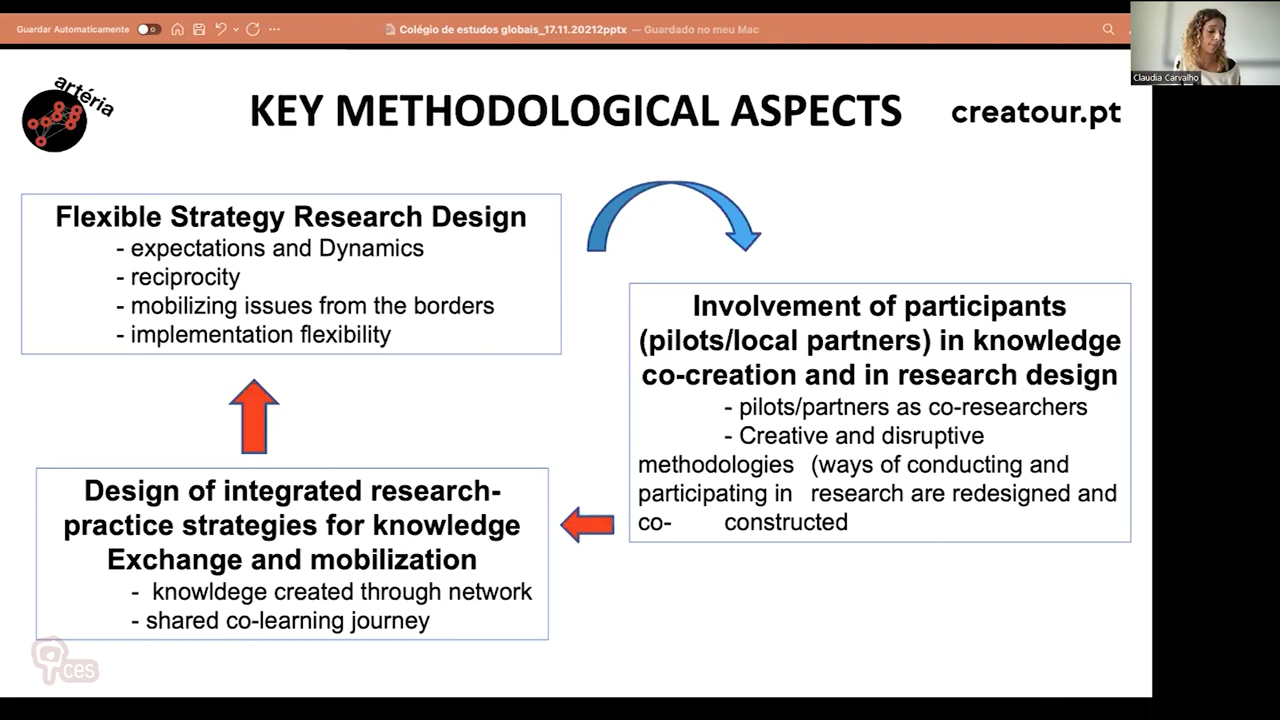 Guardar Automaticamente
Colégio de estudos globais_17.11.20212pptx — Guardado no meu Mac
Claudia Carvalho
artéria
KEY METHODOLOGICAL ASPECTS
creatour.pt
Flexible Strategy Research Design
- expectations and Dynamics
- reciprocity
- mobilizing issues from the borders
- implementation flexibility
Involvement of participants
(pilots/local partners) in knowledge
co-creation and in research design
- pilots/partners as co-researchers
- Creative and disruptive
methodologies (ways of conducting and
participating in research are redesigned and
co- constructed
Design of integrated research-
practice strategies for knowledge
Exchange and mobilization
- knowldege created through network
- shared co-learning journey
ces